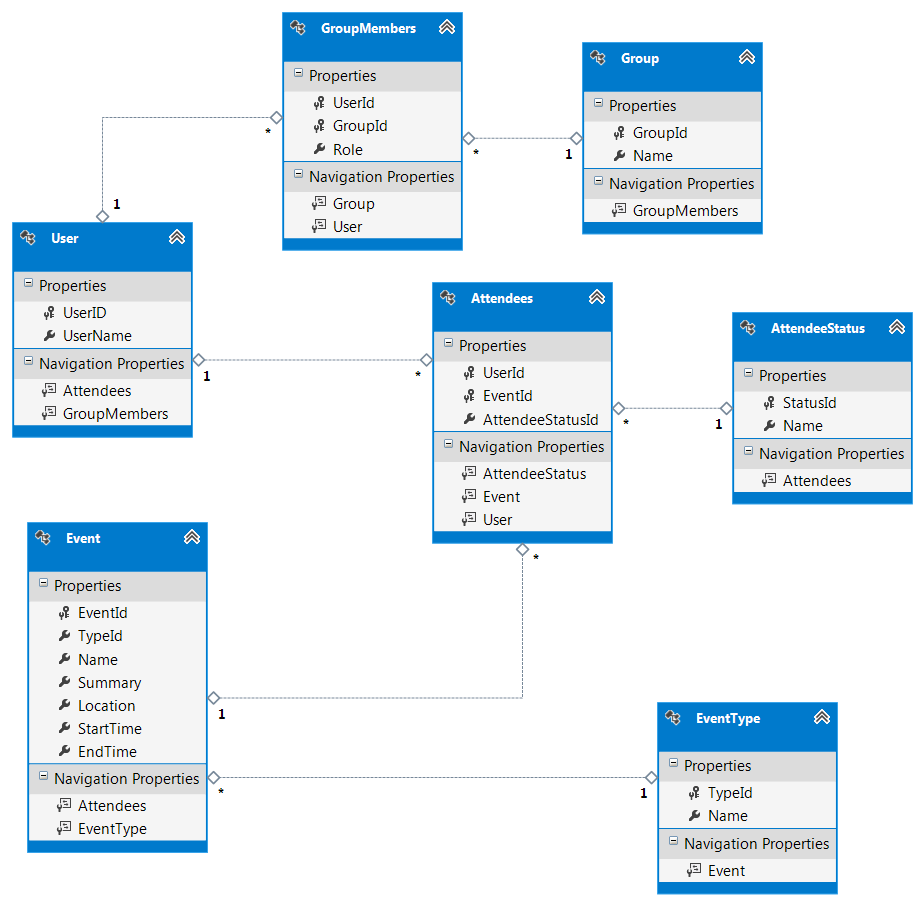 GroupMembers
Properties
UserId
GroupId
Role
Navigation Properties
Group
User
*
*
Group
Properties
GroupId
Name
Navigation Properties
GroupMembers
1
1
User
Properties
UserID
UserName
Navigation Properties
Attendees
GroupMembers
1
*
Attendees
Properties
UserId
EventId
AttendeeStatusId
Navigation Properties
AttendeeStatus
Event
User
*
*
1
AttendeeStatus
Properties
StatusId
Name
Navigation Properties
Attendees
Event
Properties
EventId
TypeId
Name
Summary
Location
StartTime
EndTime
Navigation Properties
Attendees
EventType
1
*
1
EventType
Properties
TypeId
Name
Navigation Properties
Event